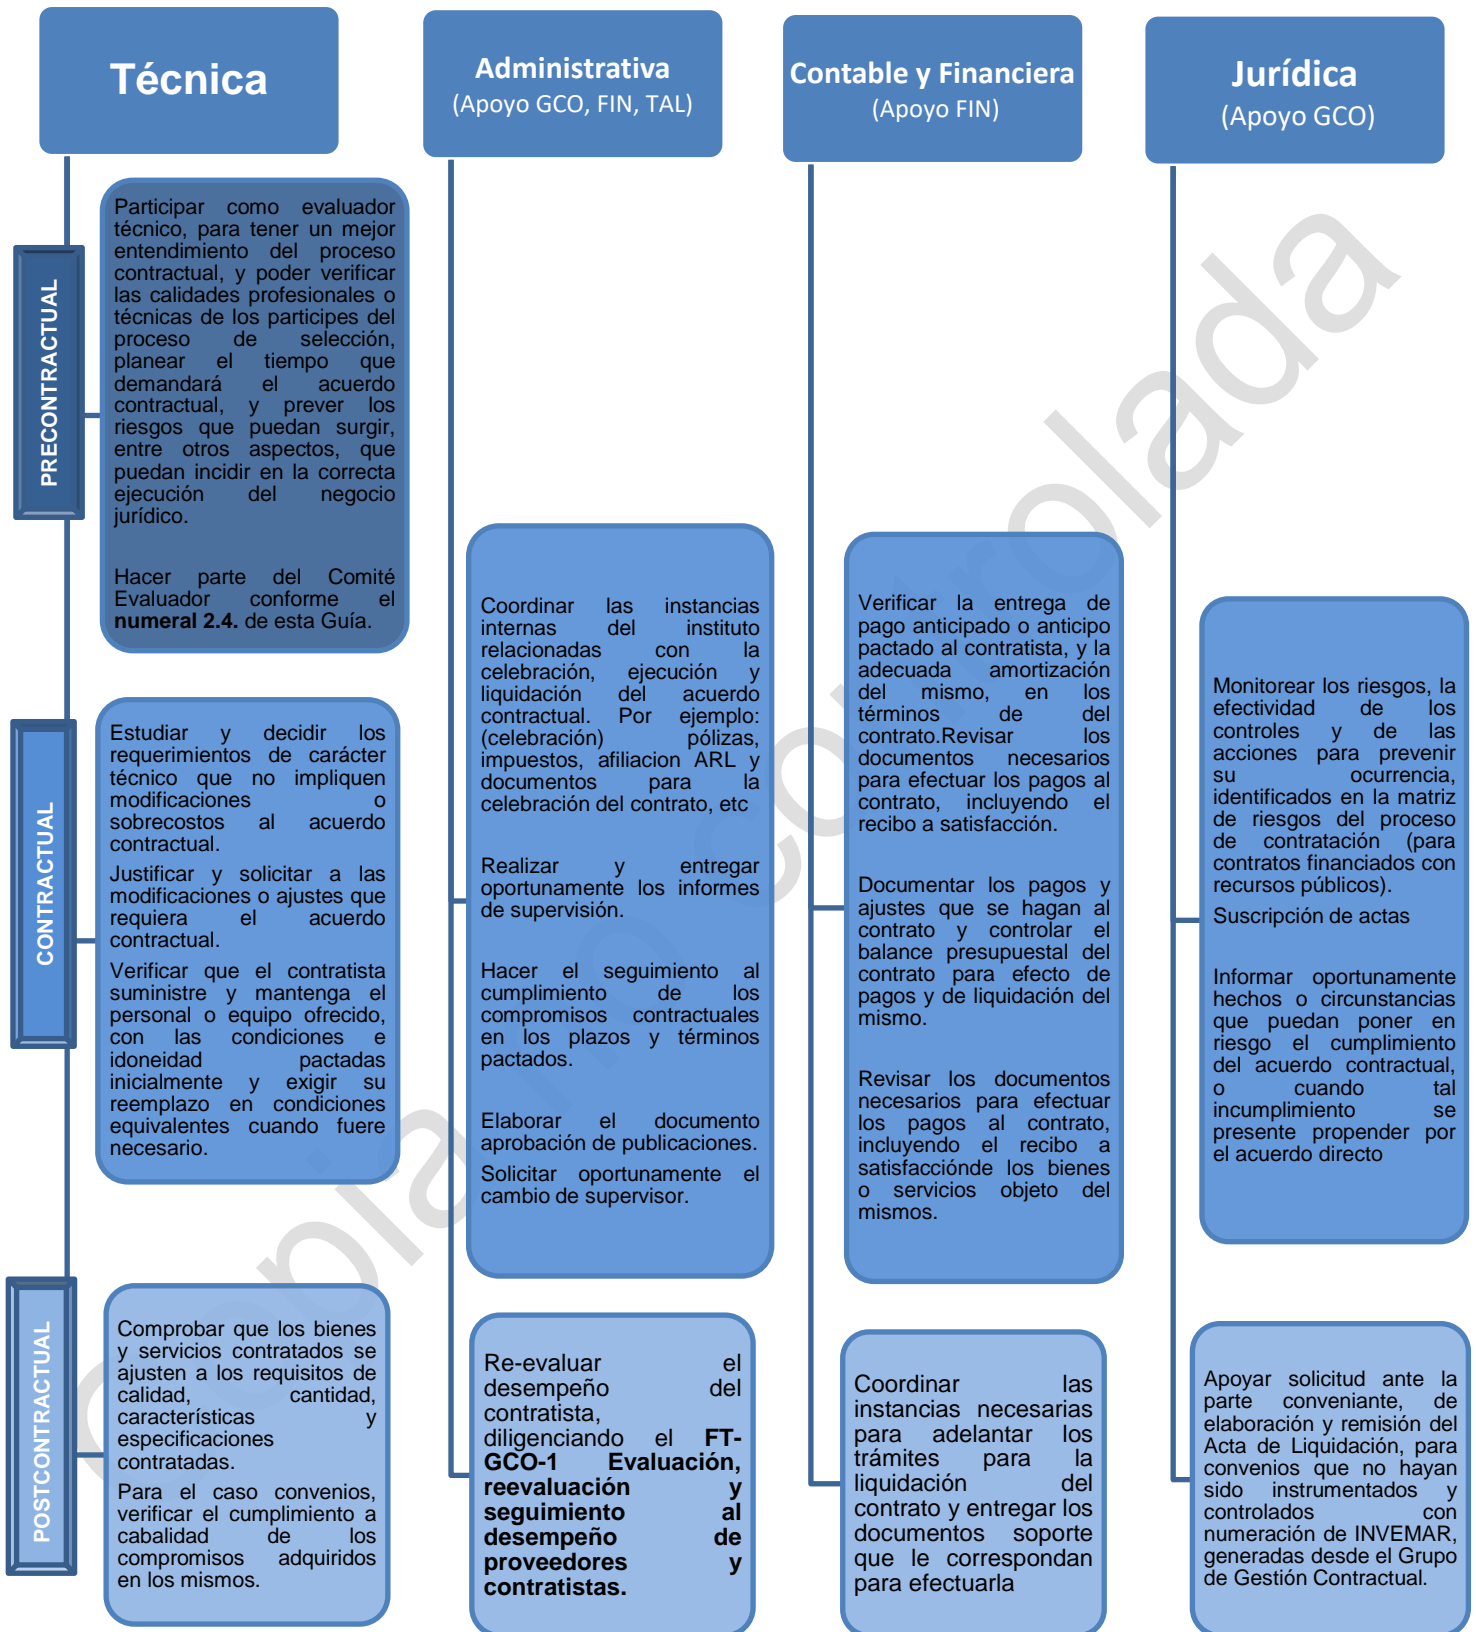 Técnica
Administrativa
(Apoyo GCO, FIN, TAL)
Contable y Financiera
(Apoyo FIN)
Jurídica
(Apoyo GCO)
PRECONTRACTUAL
Participar como evaluador
técnico, para tener un mejor
entendimiento del proceso
contractual, y poder verificar
las calidades profesionales o
técnicas de los participes del
proceso de selección,
planear el tiempo que
demandará el acuerdo
contractual, y prever los
riesgos que puedan surgir,
entre otros aspectos, que
puedan incidir en la correcta
ejecución del negocio
jurídico.
Hacer parte del Comité
Evaluador conforme el
numeral 2.4. de esta Guía.
CONTRACTUAL
Estudiar y decidir los
requerimientos de carácter
técnico que no impliquen
modificaciones o
sobrecostos al acuerdo
contractual.
Justificar y solicitar a las
modificaciones o ajustes que
requiera el acuerdo
contractual.
Verificar que el contratista
suministre y mantenga el
personal o equipo ofrecido,
con las condiciones e
idoneidad pactadas
inicialmente y exigir su
reemplazo en condiciones
equivalentes cuando fuere
necesario.
Coordinar las instancias
internas del instituto
relacionadas con la
celebración, ejecución y
liquidación del acuerdo
contractual. Por ejemplo:
(celebración) pólizas,
impuestos, afiliacion ARL y
documentos para la
celebración del contrato, etc
Realizar y entregar
oportunamente los informes
de supervisión.
Hacer el seguimiento al
cumplimiento de los
compromisos contractuales
en los plazos y términos
pactados.
Elaborar el documento
aprobación de publicaciones.
Solicitar oportunamente el
cambio de supervisor.
Verificar la entrega de
pago anticipado o anticipo
pactado al contratista, y la
adecuada amortización
del mismo, en los
términos de del
contrato.Revisar los
documentos necesarios
para efectuar los pagos al
contrato, incluyendo el
recibo a satisfacción.
Documentar los pagos y
ajustes que se hagan al
contrato y controlar el
balance presupuestal del
contrato para efecto de
pagos y de liquidación del
mismo.
Revisar los documentos
necesarios para efectuar
los pagos al contrato,
incluyendo el recibo a
satisfacciónde los bienes
o servicios objeto del
mismos.
Monitorear los riesgos, la
efectividad de los
controles y de las
acciones para prevenir
su ocurrencia,
identificados en la matriz
de riesgos del proceso
de contratación (para
contratos financiados con
recursos públicos).
Suscripción de actas
Informar oportunamente
hechos o circunstancias
que puedan poner en
riesgo el cumplimiento
del acuerdo contractual,
o cuando tal
incumplimiento se
presente propender por
el acuerdo directo
POSTCONTRACTUAL
Comprobar que los bienes
y servicios contratados se
ajusten a los requisitos de
calidad, cantidad,
características y
especificaciones
contratadas.
Para el caso convenios,
verificar el cumplimiento a
cabalidad de los
compromisos adquiridos
en los mismos.
Re-evaluar el
desempeño del
contratista,
diligenciando el FT-
GCO-1 Evaluación,
reevaluación y
seguimiento al
desempeño de
proveedores y
contratistas.
Coordinar las
instancias necesarias
para adelantar los
trámites para la
liquidación del
contrato y entregar los
documentos soporte
que le correspondan
para efectuarla
Apoyar solicitud ante la
parte conveniante, de
elaboración y remisión del
Acta de Liquidación, para
convenios que no hayan
sido instrumentados y
controlados con
numeración de INVEMAR,
generadas desde el Grupo
de Gestión Contractual.
Copia no controlada